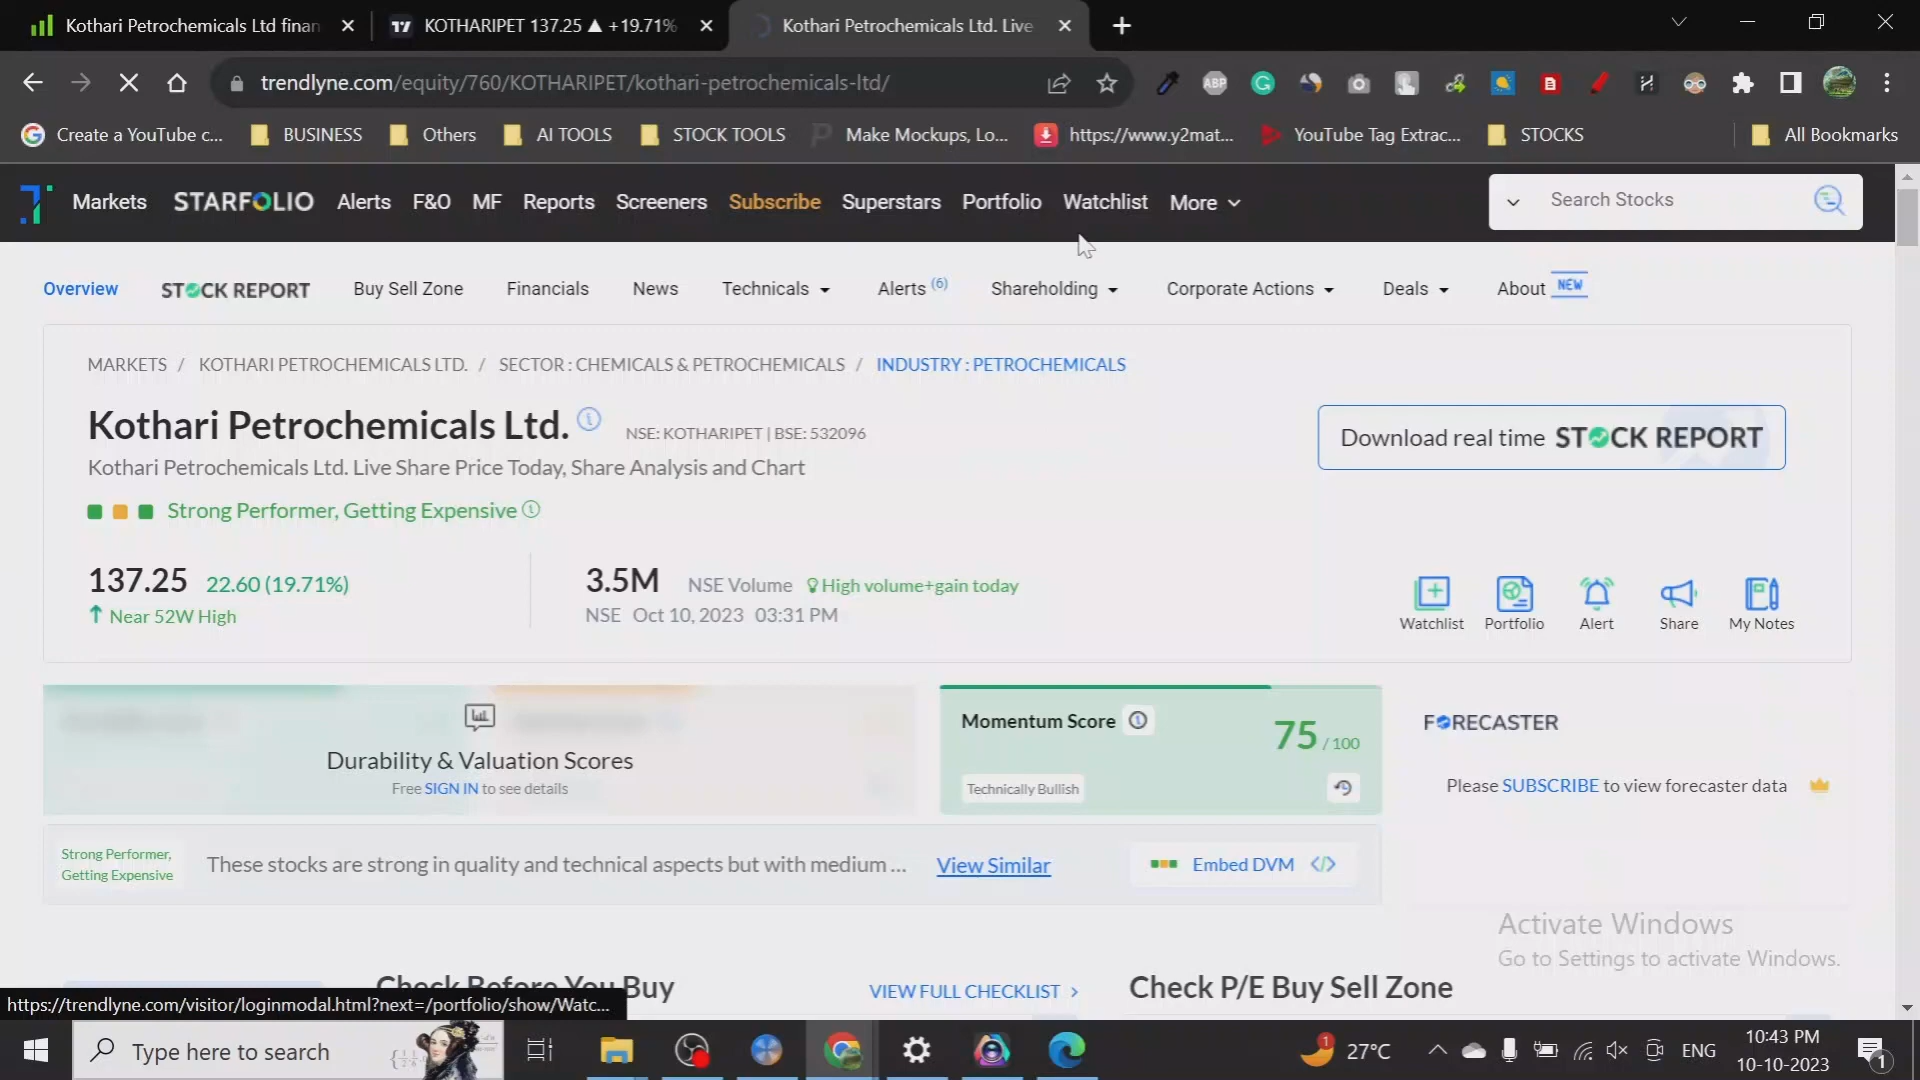 Kothari Petrochemicals Ltd finan
KOTHARIPET 137.25 ▲ +19.71%
Kothari Petrochemicals Ltd. Live
trendlyne.com/equity/760/KOTHARIPET/kothari-petrochemicals-ltd/
Create a YouTube c... BUSINESS Others AI TOOLS STOCK TOOLS Make Mockups, Lo... https://www.y2mat... YouTube Tag Extrac... STOCKS All Bookmarks
Markets STARFOLIO Alerts F&O MF Reports Screeners Subscribe Superstars Portfolio Watchlist More Search Stocks
Overview STOCK REPORT Buy Sell Zone Financials News Technicals Alerts (6) Shareholding Corporate Actions Deals About NEW
MARKETS / KOTHARI PETROCHEMICALS LTD. / SECTOR : CHEMICALS & PETROCHEMICALS / INDUSTRY : PETROCHEMICALS
Kothari Petrochemicals Ltd. NSE: KOTHARIPET | BSE: 532096
Download real time STOCK REPORT
Kothari Petrochemicals Ltd. Live Share Price Today, Share Analysis and Chart
Strong Performer, Getting Expensive
137.25 22.60 (19.71%)
Near 52W High
3.5M NSE Volume High volume+gain today
NSE Oct 10, 2023 03:31 PM
Watchlist Portfolio Alert Share My Notes
Durability & Valuation Scores
Free SIGN IN to see details
Momentum Score 75 / 100
Technically Bullish
FORECASTER
Please SUBSCRIBE to view forecaster data
Strong Performer,
Getting Expensive
These stocks are strong in quality and technical aspects but with medium ... View Similar
Embed DVM
Activate Windows
Go to Settings to activate Windows.
Check Before You Buy
VIEW FULL CHECKLIST >
Check P/E Buy Sell Zone
https://trendlyne.com/visitor/loginmodal.html?next=/portfolio/show/Watc...
Type here to search
1
27°C
ENG
10:43 PM
10-10-2023
1